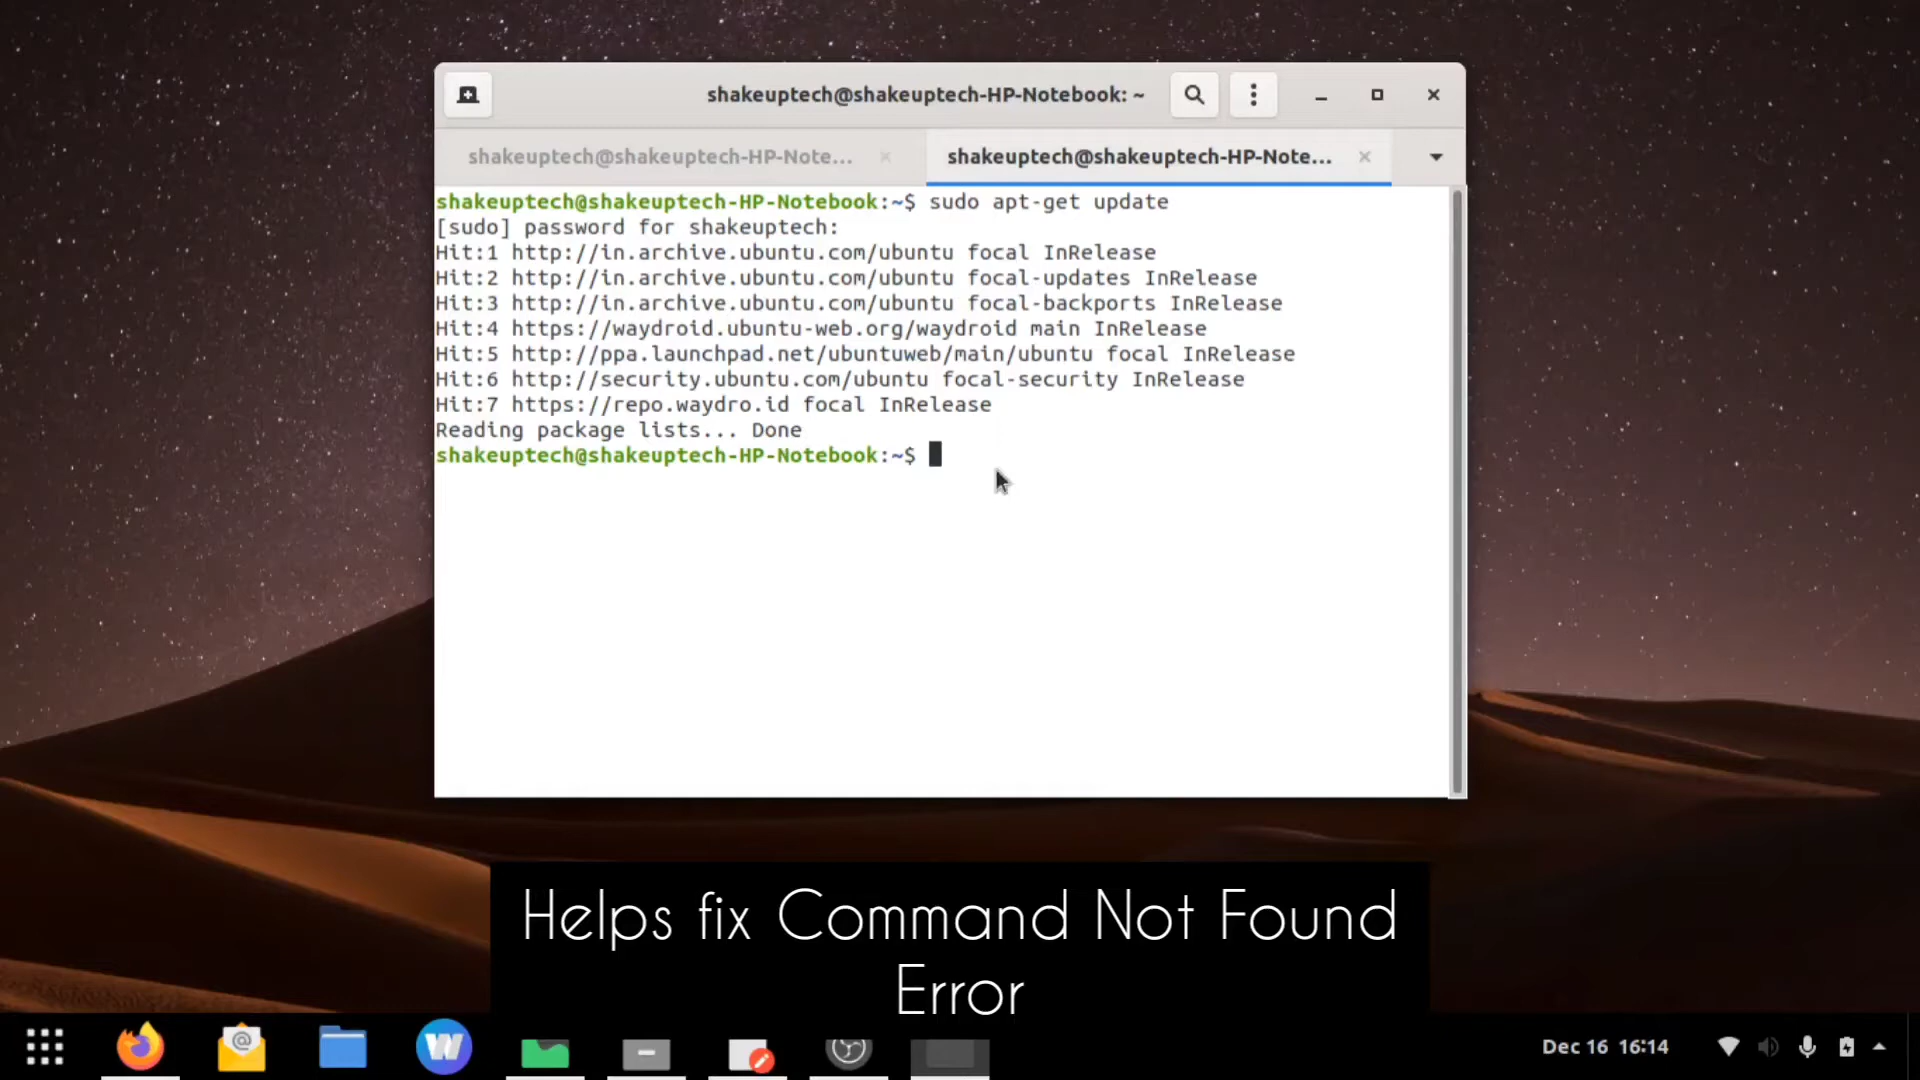 shakeuptech@shakeuptech-HP-Notebook: ~
shakeuptech@shakeuptech-HP-Note...
shakeuptech@shakeuptech-HP-Note...
shakeuptech@shakeuptech-HP-Notebook:~$ sudo apt-get update
[sudo] password for shakeuptech:
Hit:1 http://in.archive.ubuntu.com/ubuntu focal InRelease
Hit:2 http://in.archive.ubuntu.com/ubuntu focal-updates InRelease
Hit:3 http://in.archive.ubuntu.com/ubuntu focal-backports InRelease
Hit:4 https://waydroid.ubuntu-web.org/waydroid main InRelease
Hit:5 http://ppa.launchpad.net/ubuntuweb/main/ubuntu focal InRelease
Hit:6 http://security.ubuntu.com/ubuntu focal-security InRelease
Hit:7 https://repo.waydro.id focal InRelease
Reading package lists... Done
shakeuptech@shakeuptech-HP-Notebook:~$
Helps fix Command Not Found
Error
@
W
Dec 16 16:14